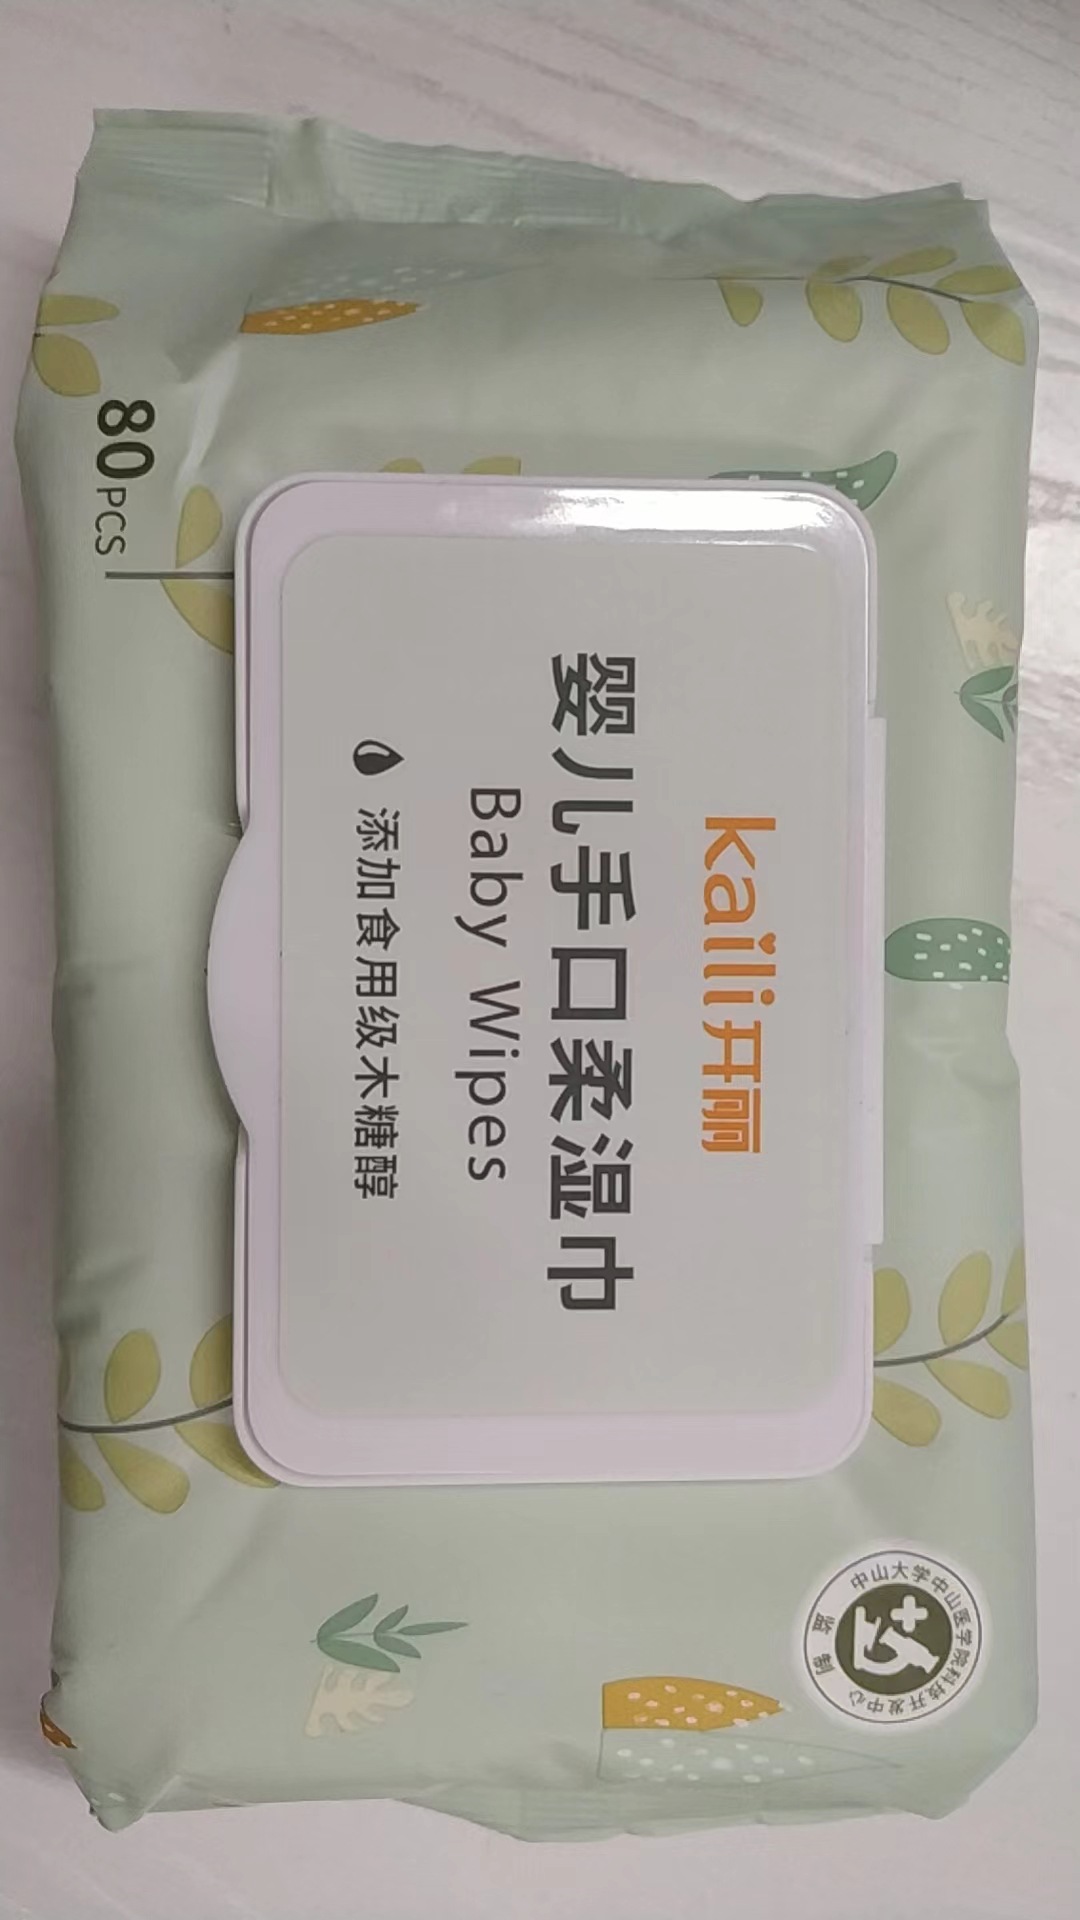 kaili开丽
婴儿手口柔湿巾
Baby Wipes
添加食用级木糖醇
80PCS
中山大学中山医学院科技开发中心
监制